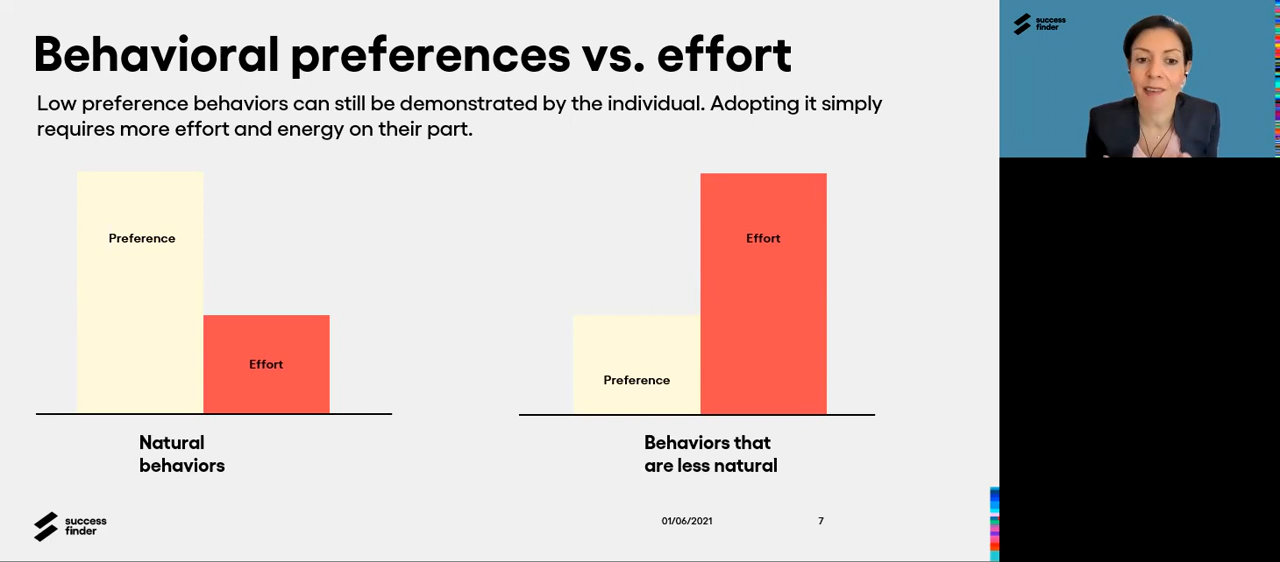 Behavioral preferences vs. effort
Low preference behaviors can still be demonstrated by the individual. Adopting it simply
requires more effort and energy on their part.
Preference
Effort
Natural
behaviors
Effort
Preference
Behaviors that
are less natural
success
finder
01/06/2021
7
success
finder